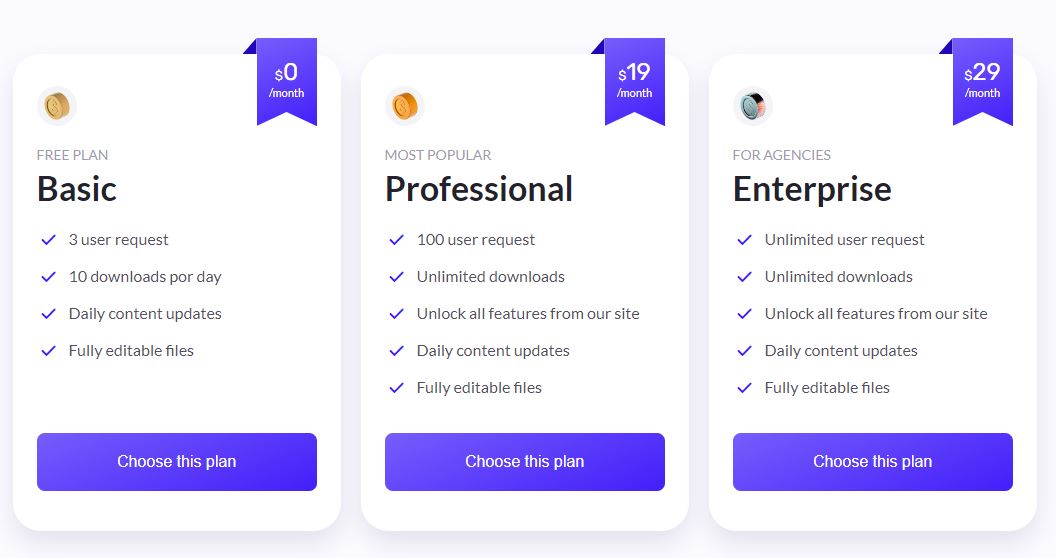 $0
/month
FREE PLAN
Basic
3 user request
10 downloads por day
Daily content updates
Fully editable files
Choose this plan
$19
/month
MOST POPULAR
Professional
100 user request
Unlimited downloads
Unlock all features from our site
Daily content updates
Fully editable files
Choose this plan
$29
/month
FOR AGENCIES
Enterprise
Unlimited user request
Unlimited downloads
Unlock all features from our site
Daily content updates
Fully editable files
Choose this plan